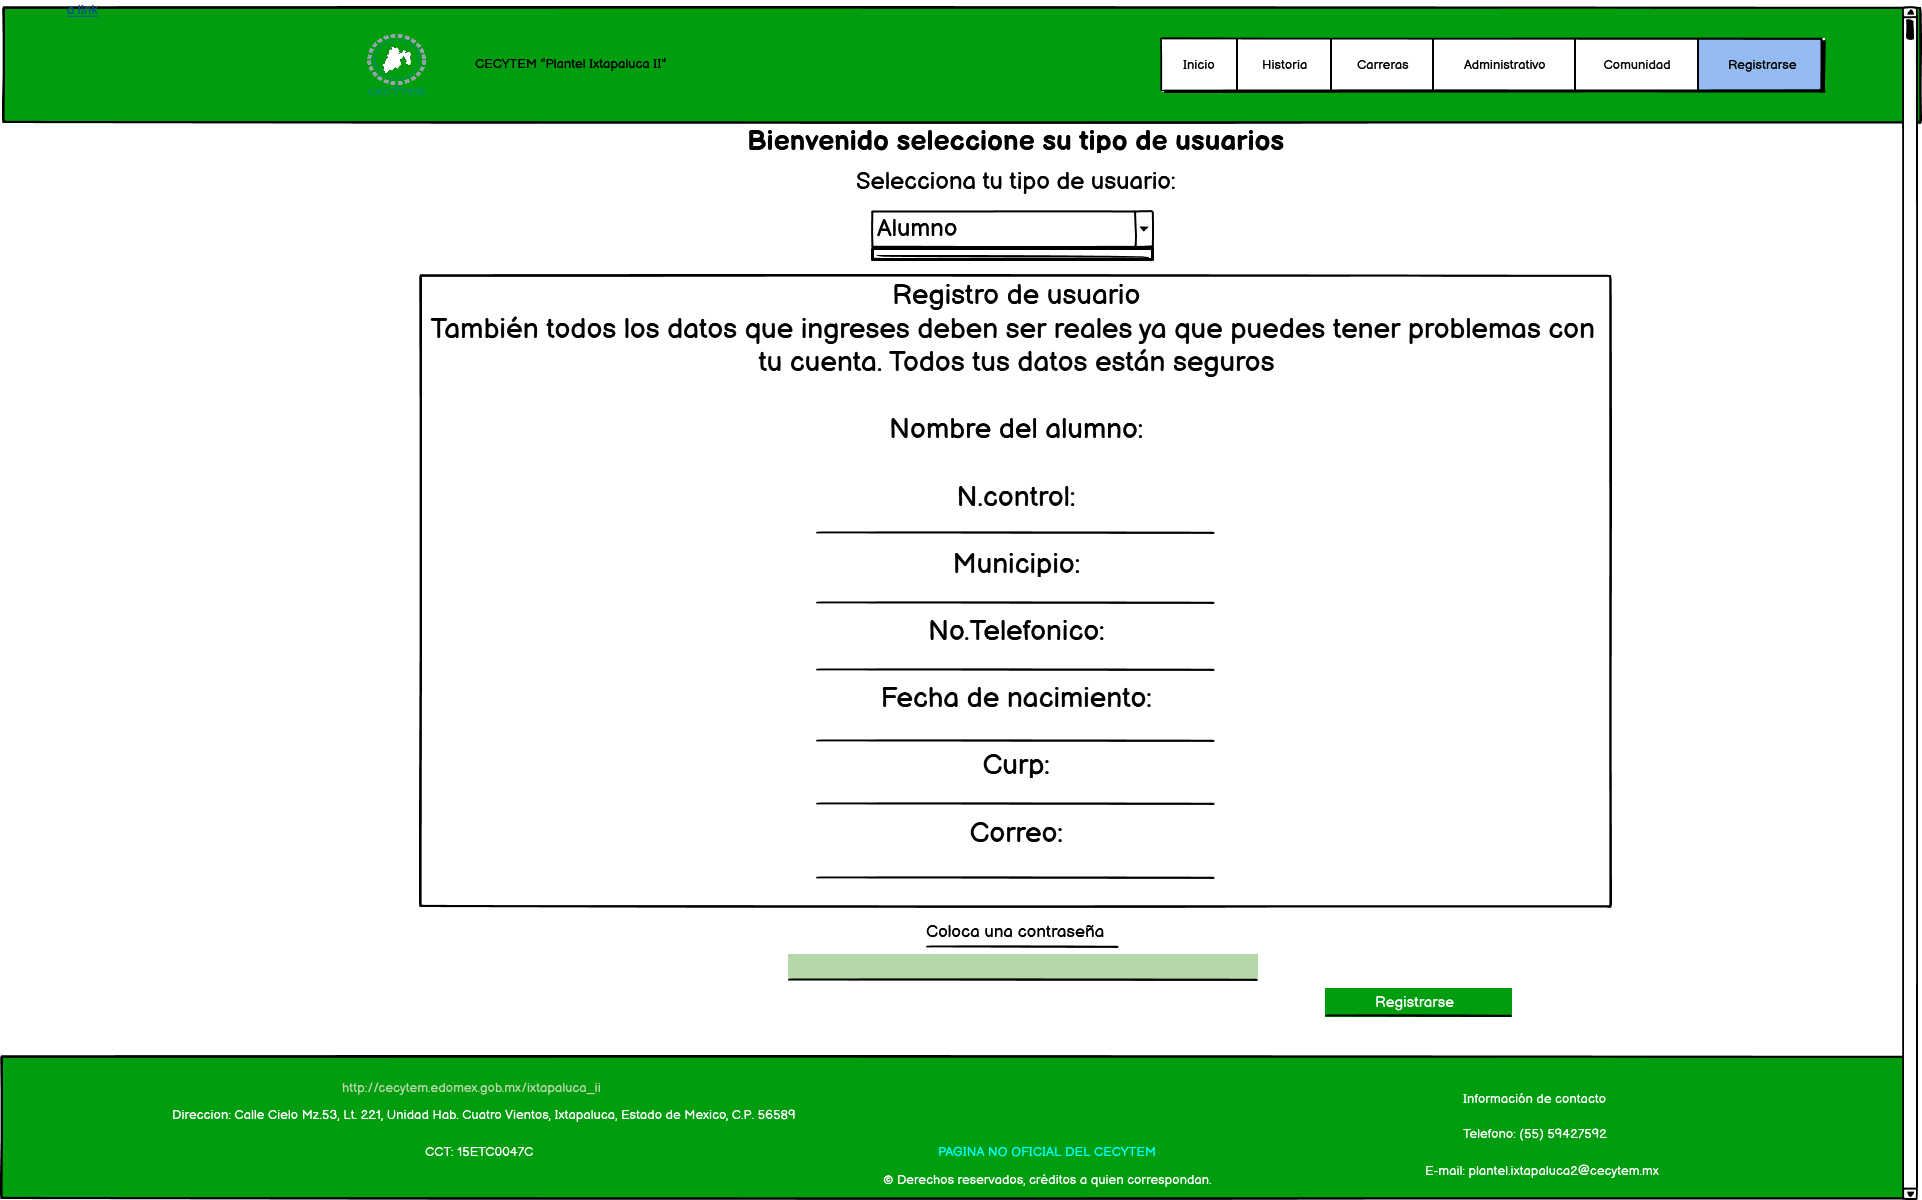 a link
CECYTEM "Plantel Ixtapaluca II"
Inicio
Historia
Carreras
Administrativo
Comunidad
Registrarse
Bienvenido seleccione su tipo de usuarios
Selecciona tu tipo de usuario:
Alumno
Registro de usuario
También todos los datos que ingreses deben ser reales ya que puedes tener problemas con
tu cuenta. Todos tus datos están seguros
Nombre del alumno:
N.control:
Municipio:
No.Telefonico:
Fecha de nacimiento:
Curp:
Correo:
Coloca una contraseña
Registrarse
http://cecytem.edomex.gob.mx/ixtapaluca_ii
Direccion: Calle Cielo Mz.53, Lt. 221, Unidad Hab. Cuatro Vientos, Ixtapaluca, Estado de Mexico, C.P. 56589
CCT: 15ETC0047C
PAGINA NO OFICIAL DEL CECYTEM
© Derechos reservados, créditos a quien correspondan.
Información de contacto
Telefono: (55) 59427592
E-mail: plantel.ixtapaluca2@cecytem.mx